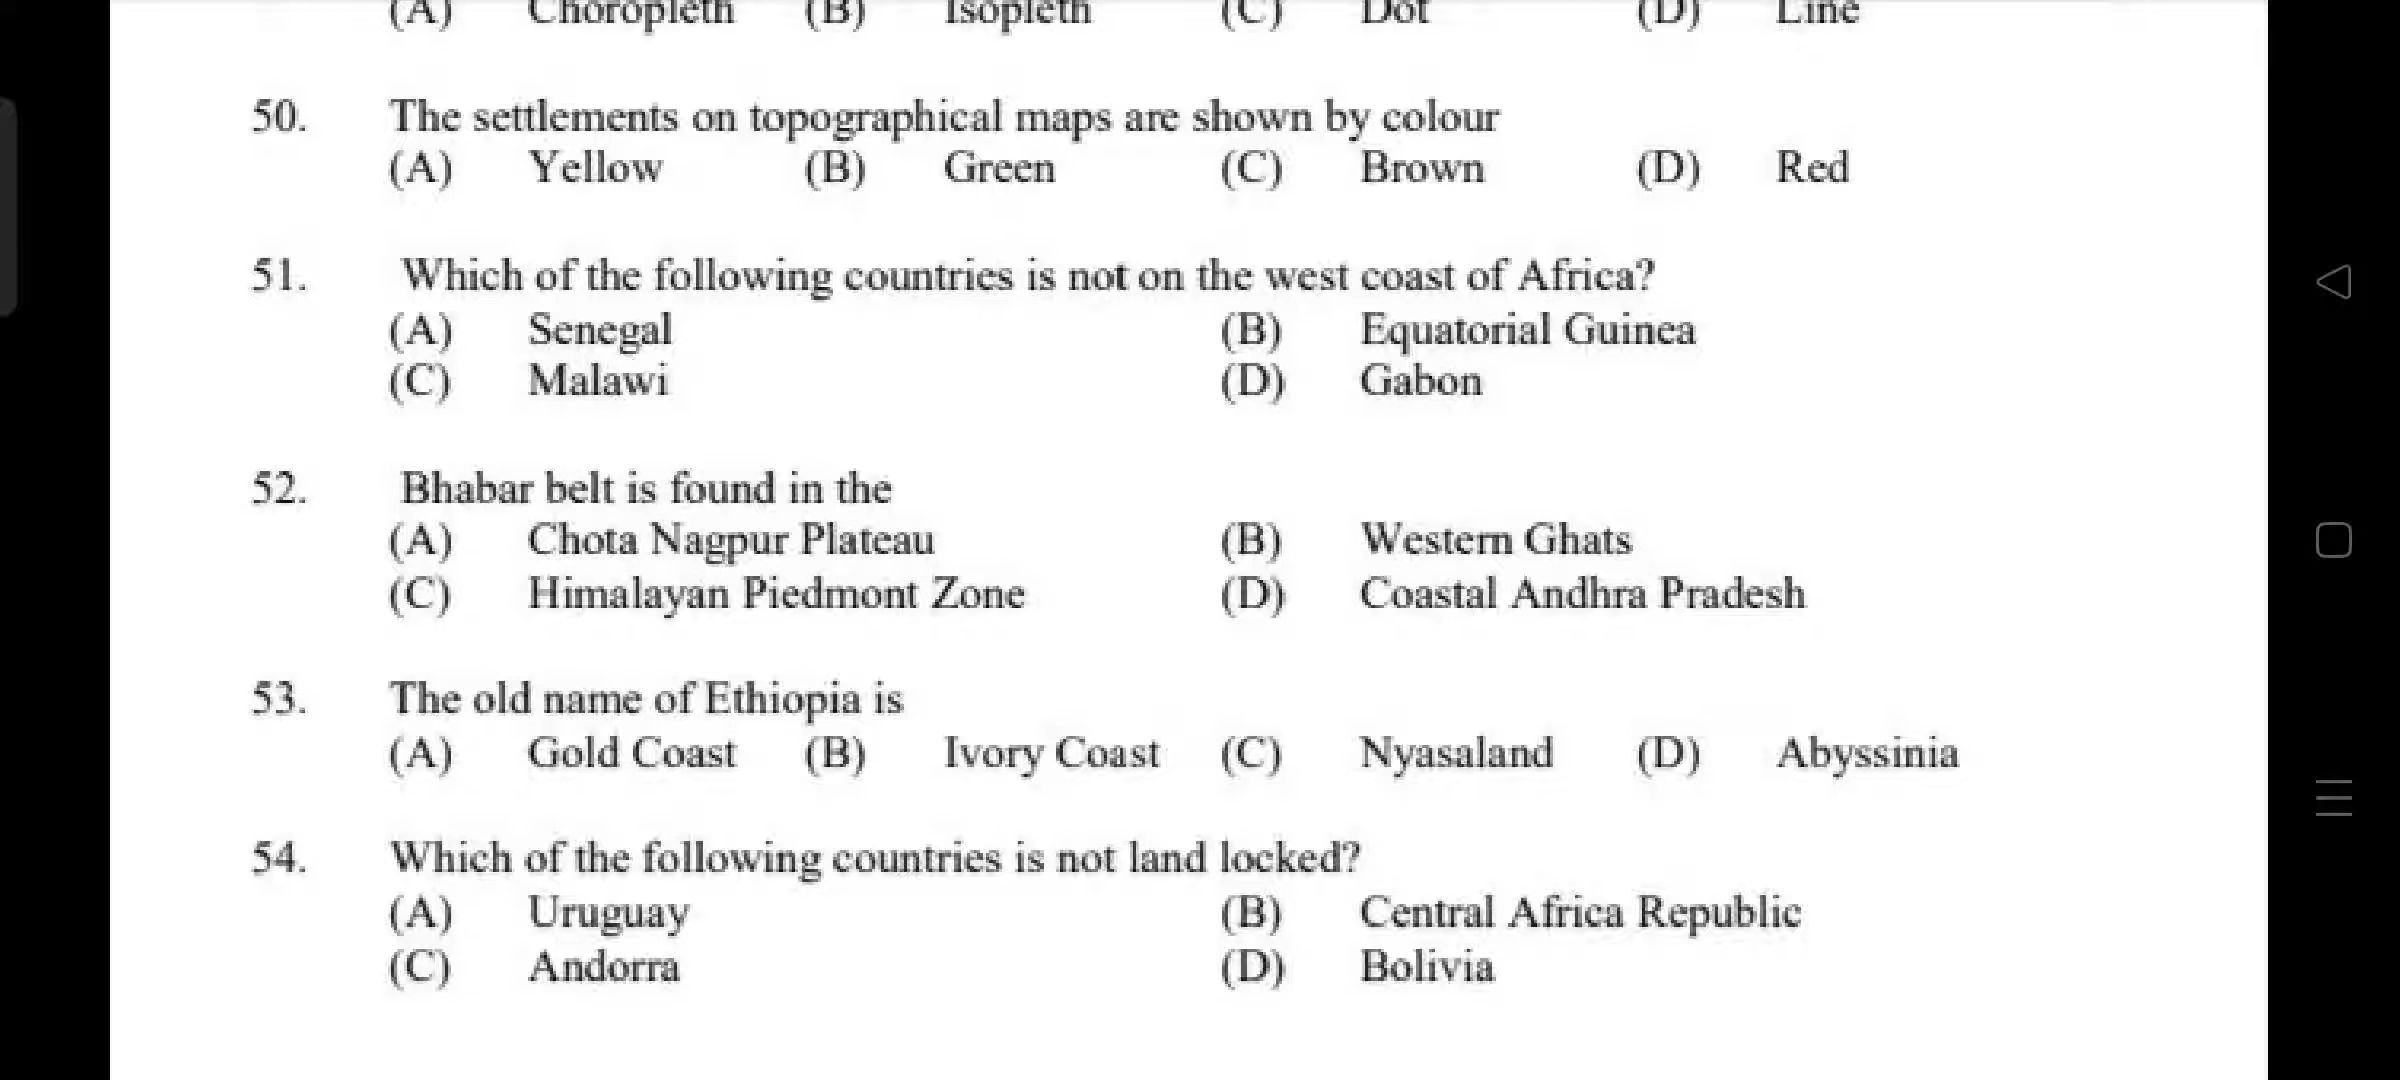 (A) Choropleth (B) Isopleth (C) Dot (D) Line
50. The settlements on topographical maps are shown by colour
(A) Yellow (B) Green (C) Brown (D) Red
51. Which of the following countries is not on the west coast of Africa?
(A) Senegal (B) Equatorial Guinea
(C) Malawi (D) Gabon
52. Bhabar belt is found in the
(A) Chota Nagpur Plateau (B) Western Ghats
(C) Himalayan Piedmont Zone (D) Coastal Andhra Pradesh
53. The old name of Ethiopia is
(A) Gold Coast (B) Ivory Coast (C) Nyasaland (D) Abyssinia
54. Which of the following countries is not land locked?
(A) Uruguay (B) Central Africa Republic
(C) Andorra (D) Bolivia